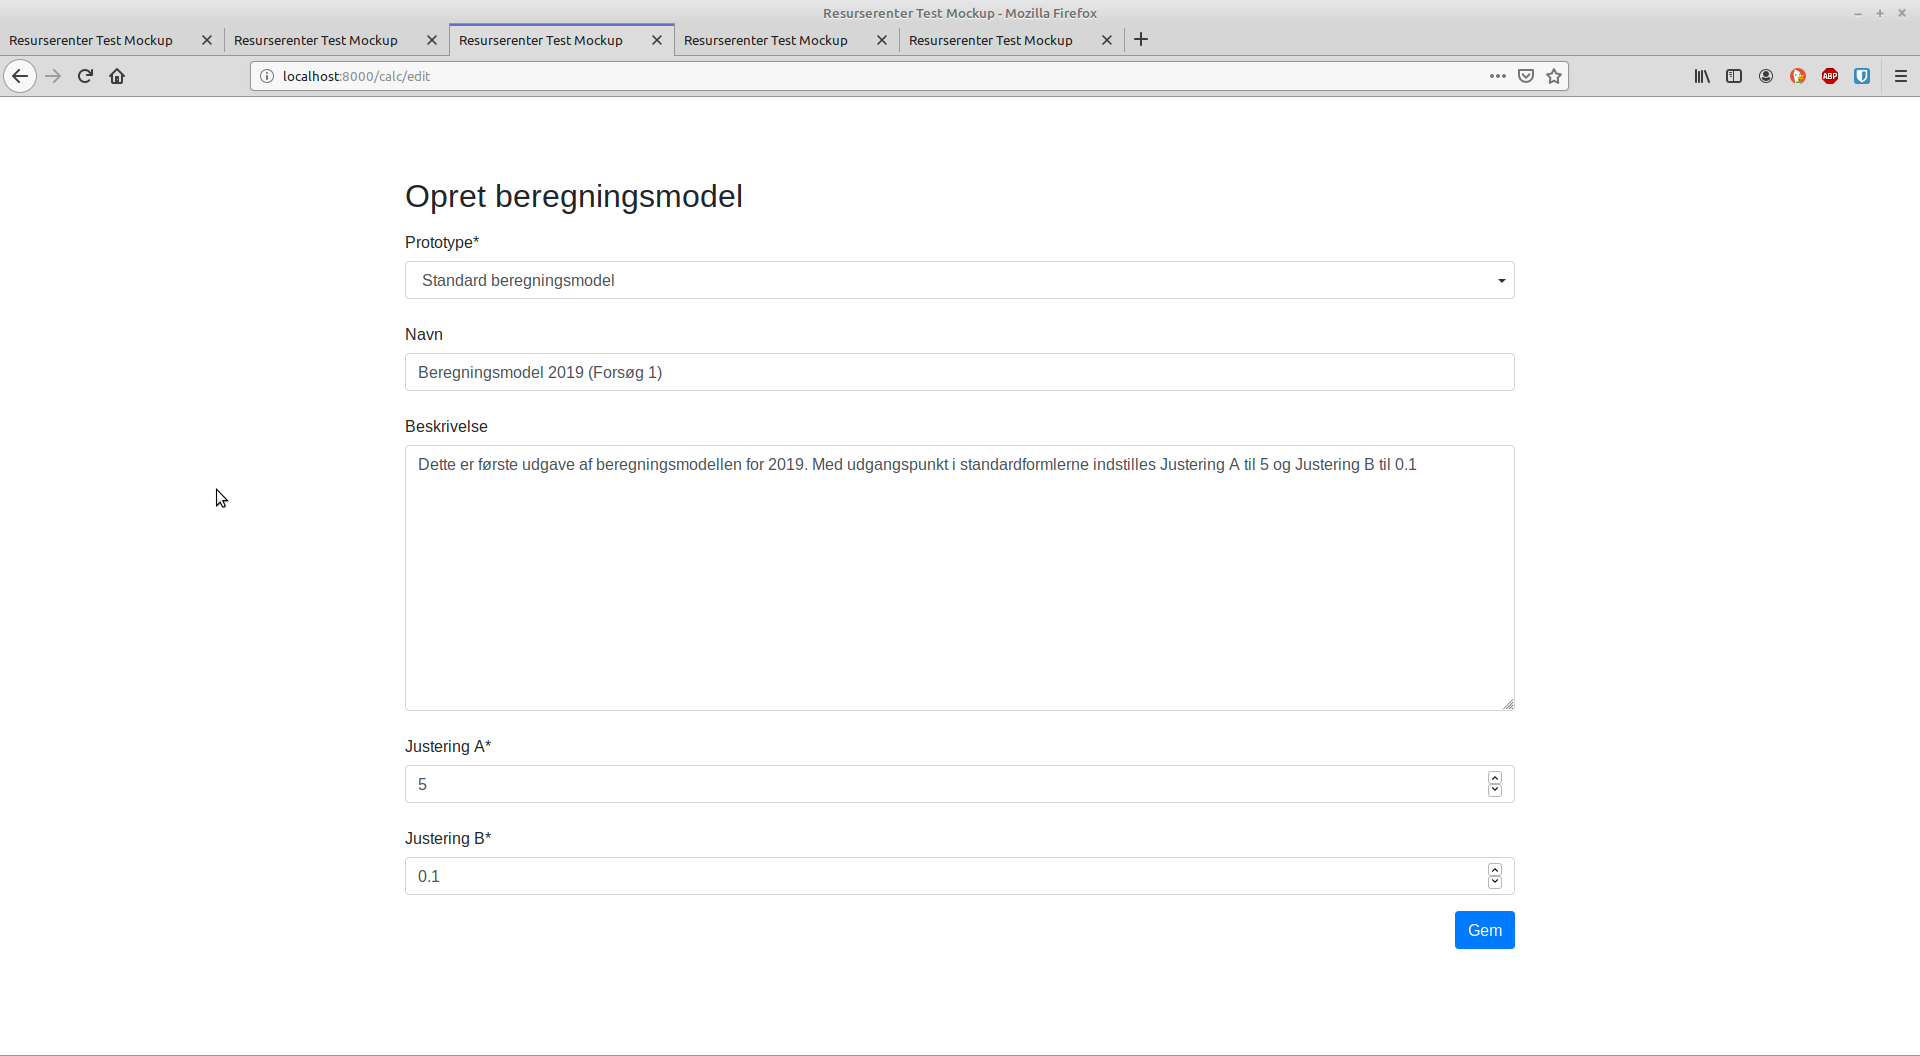 Resurserenter Test Mockup - Mozilla Firefox
Resurserenter Test Mockup
Resurserenter Test Mockup
Resurserenter Test Mockup
Resurserenter Test Mockup
Resurserenter Test Mockup
localhost:8000/calc/edit
ABP
Opret beregningsmodel
Prototype*
Standard beregningsmodel
Navn
Beregningsmodel 2019 (Forsøg 1)
Beskrivelse
Dette er første udgave af beregningsmodellen for 2019. Med udgangspunkt i standardformlerne indstilles Justering A til 5 og Justering B til 0.1
Justering A*
5
Justering B*
0.1
Gem